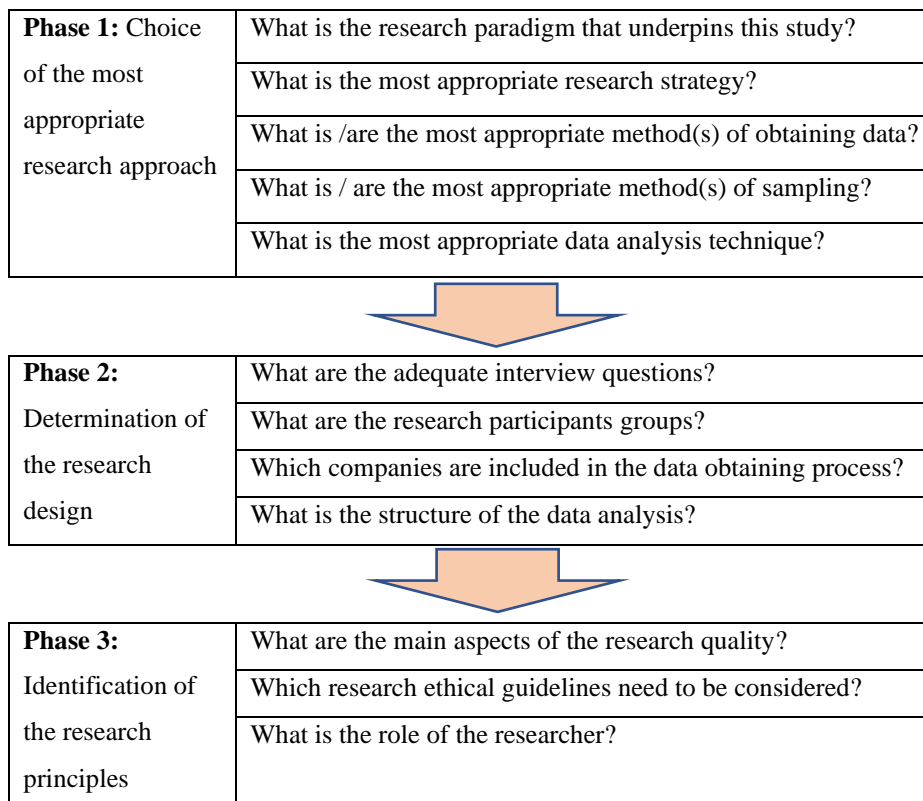 Phase 1: Choice
of the most
appropriate
research approach
What is the research paradigm that underpins this study?
What is the most appropriate research strategy?
What is /are the most appropriate method(s) of obtaining data?
What is / are the most appropriate method(s) of sampling?
What is the most appropriate data analysis technique?
Phase 2:
Determination of
the research
design
What are the adequate interview questions?
What are the research participants groups?
Which companies are included in the data obtaining process?
What is the structure of the data analysis?
Phase 3:
Identification of
the research
principles
What are the main aspects of the research quality?
Which research ethical guidelines need to be considered?
What is the role of the researcher?